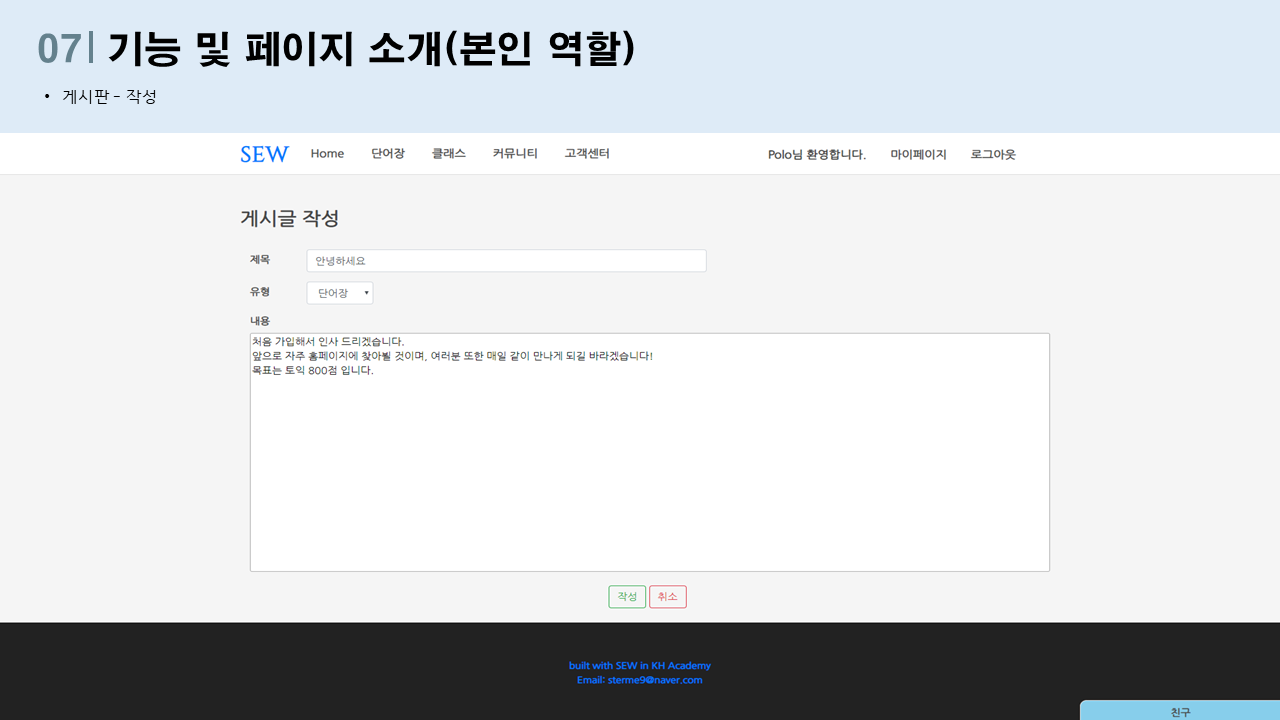 07| 기능 및 페이지 소개(본인 역할)
• 게시판 – 작성
SEW Home 단어장 클래스 커뮤니티 고객센터 Polo님 환영합니다. 마이페이지 로그아웃
게시글 작성
제목 안녕하세요
유형 단어장
내용
처음 가입해서 인사 드리겠습니다.
앞으로 자주 홈페이지에 찾아뵐 것이며, 여러분 또한 매일 같이 만나게 되길 바라겠습니다!
목표는 토익 800점 입니다.
작성 취소
built with SEW in KH Academy
Email: sterme9@naver.com
친구